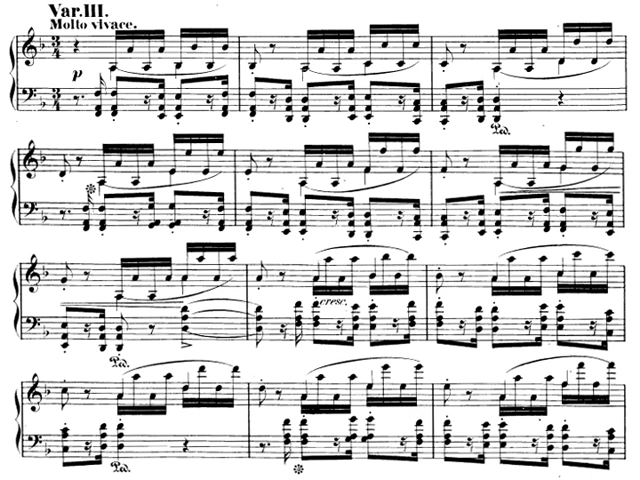 Var. III.
Molto vivace.
p
Ped.
Ped.
cresc.
Ped.